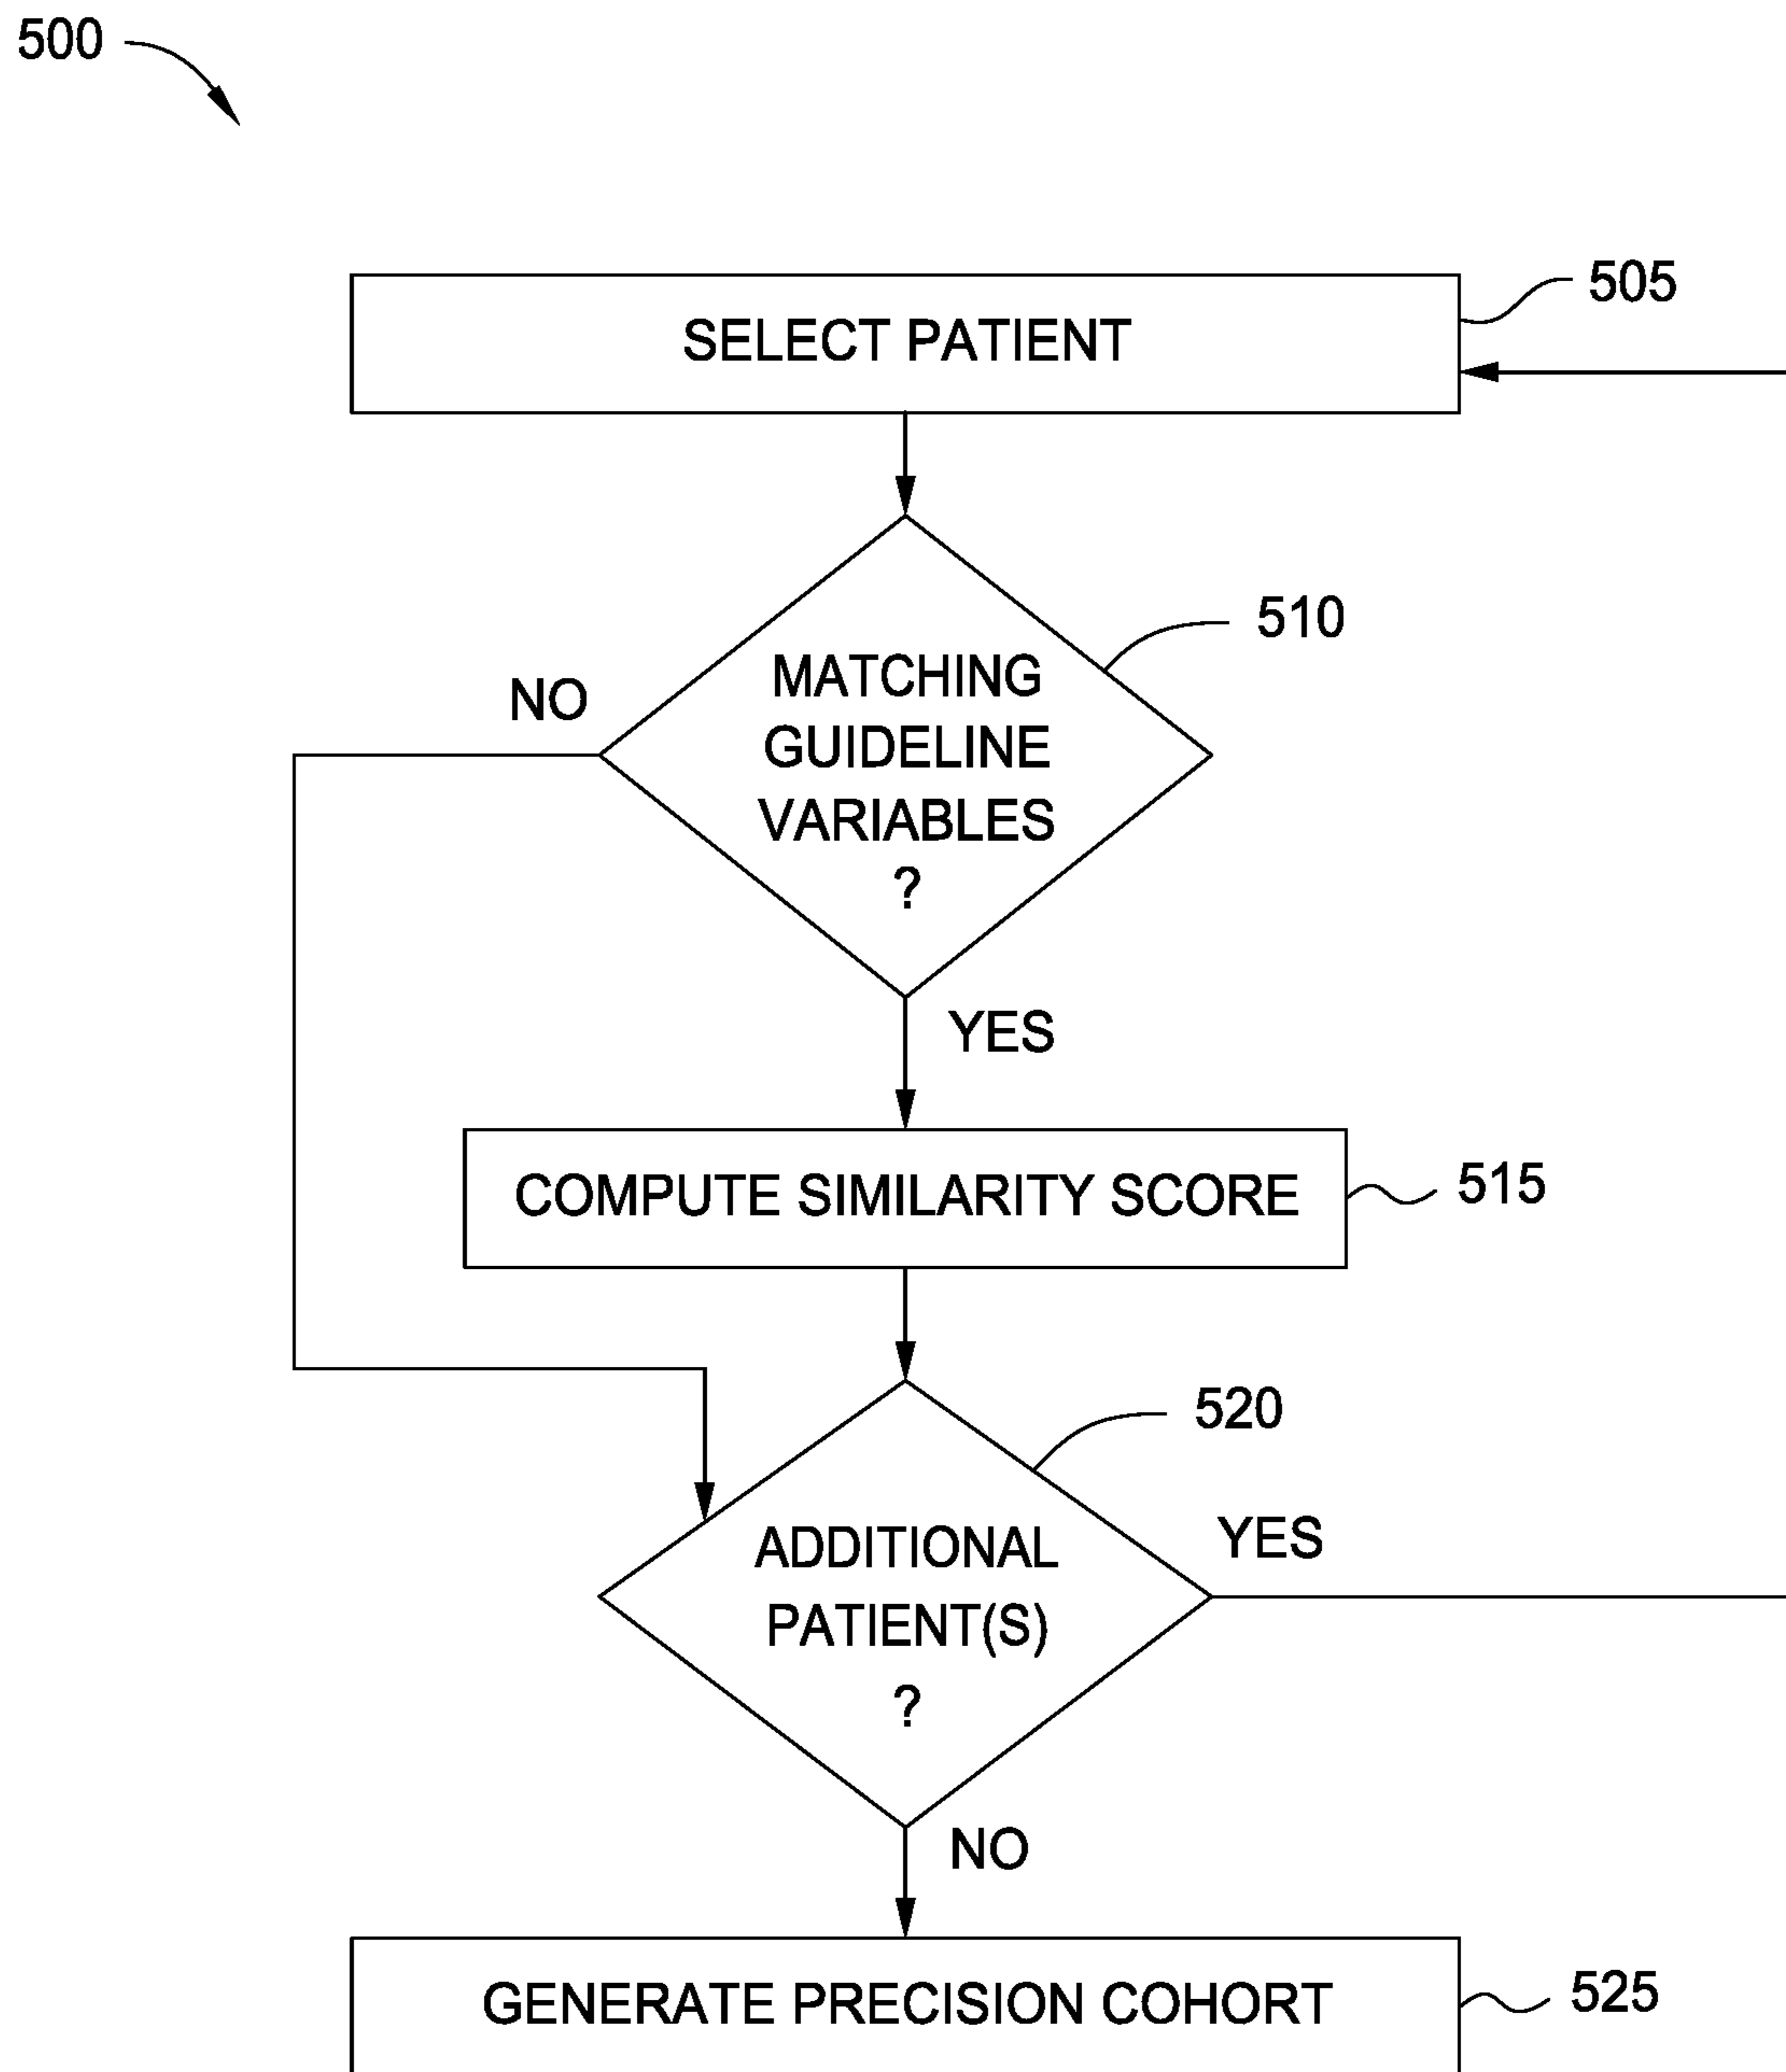 500
SELECT PATIENT
505
MATCHING
GUIDELINE
VARIABLES
?
510
NO
YES
COMPUTE SIMILARITY SCORE
515
ADDITIONAL
PATIENT(S)
?
520
YES
NO
GENERATE PRECISION COHORT
525